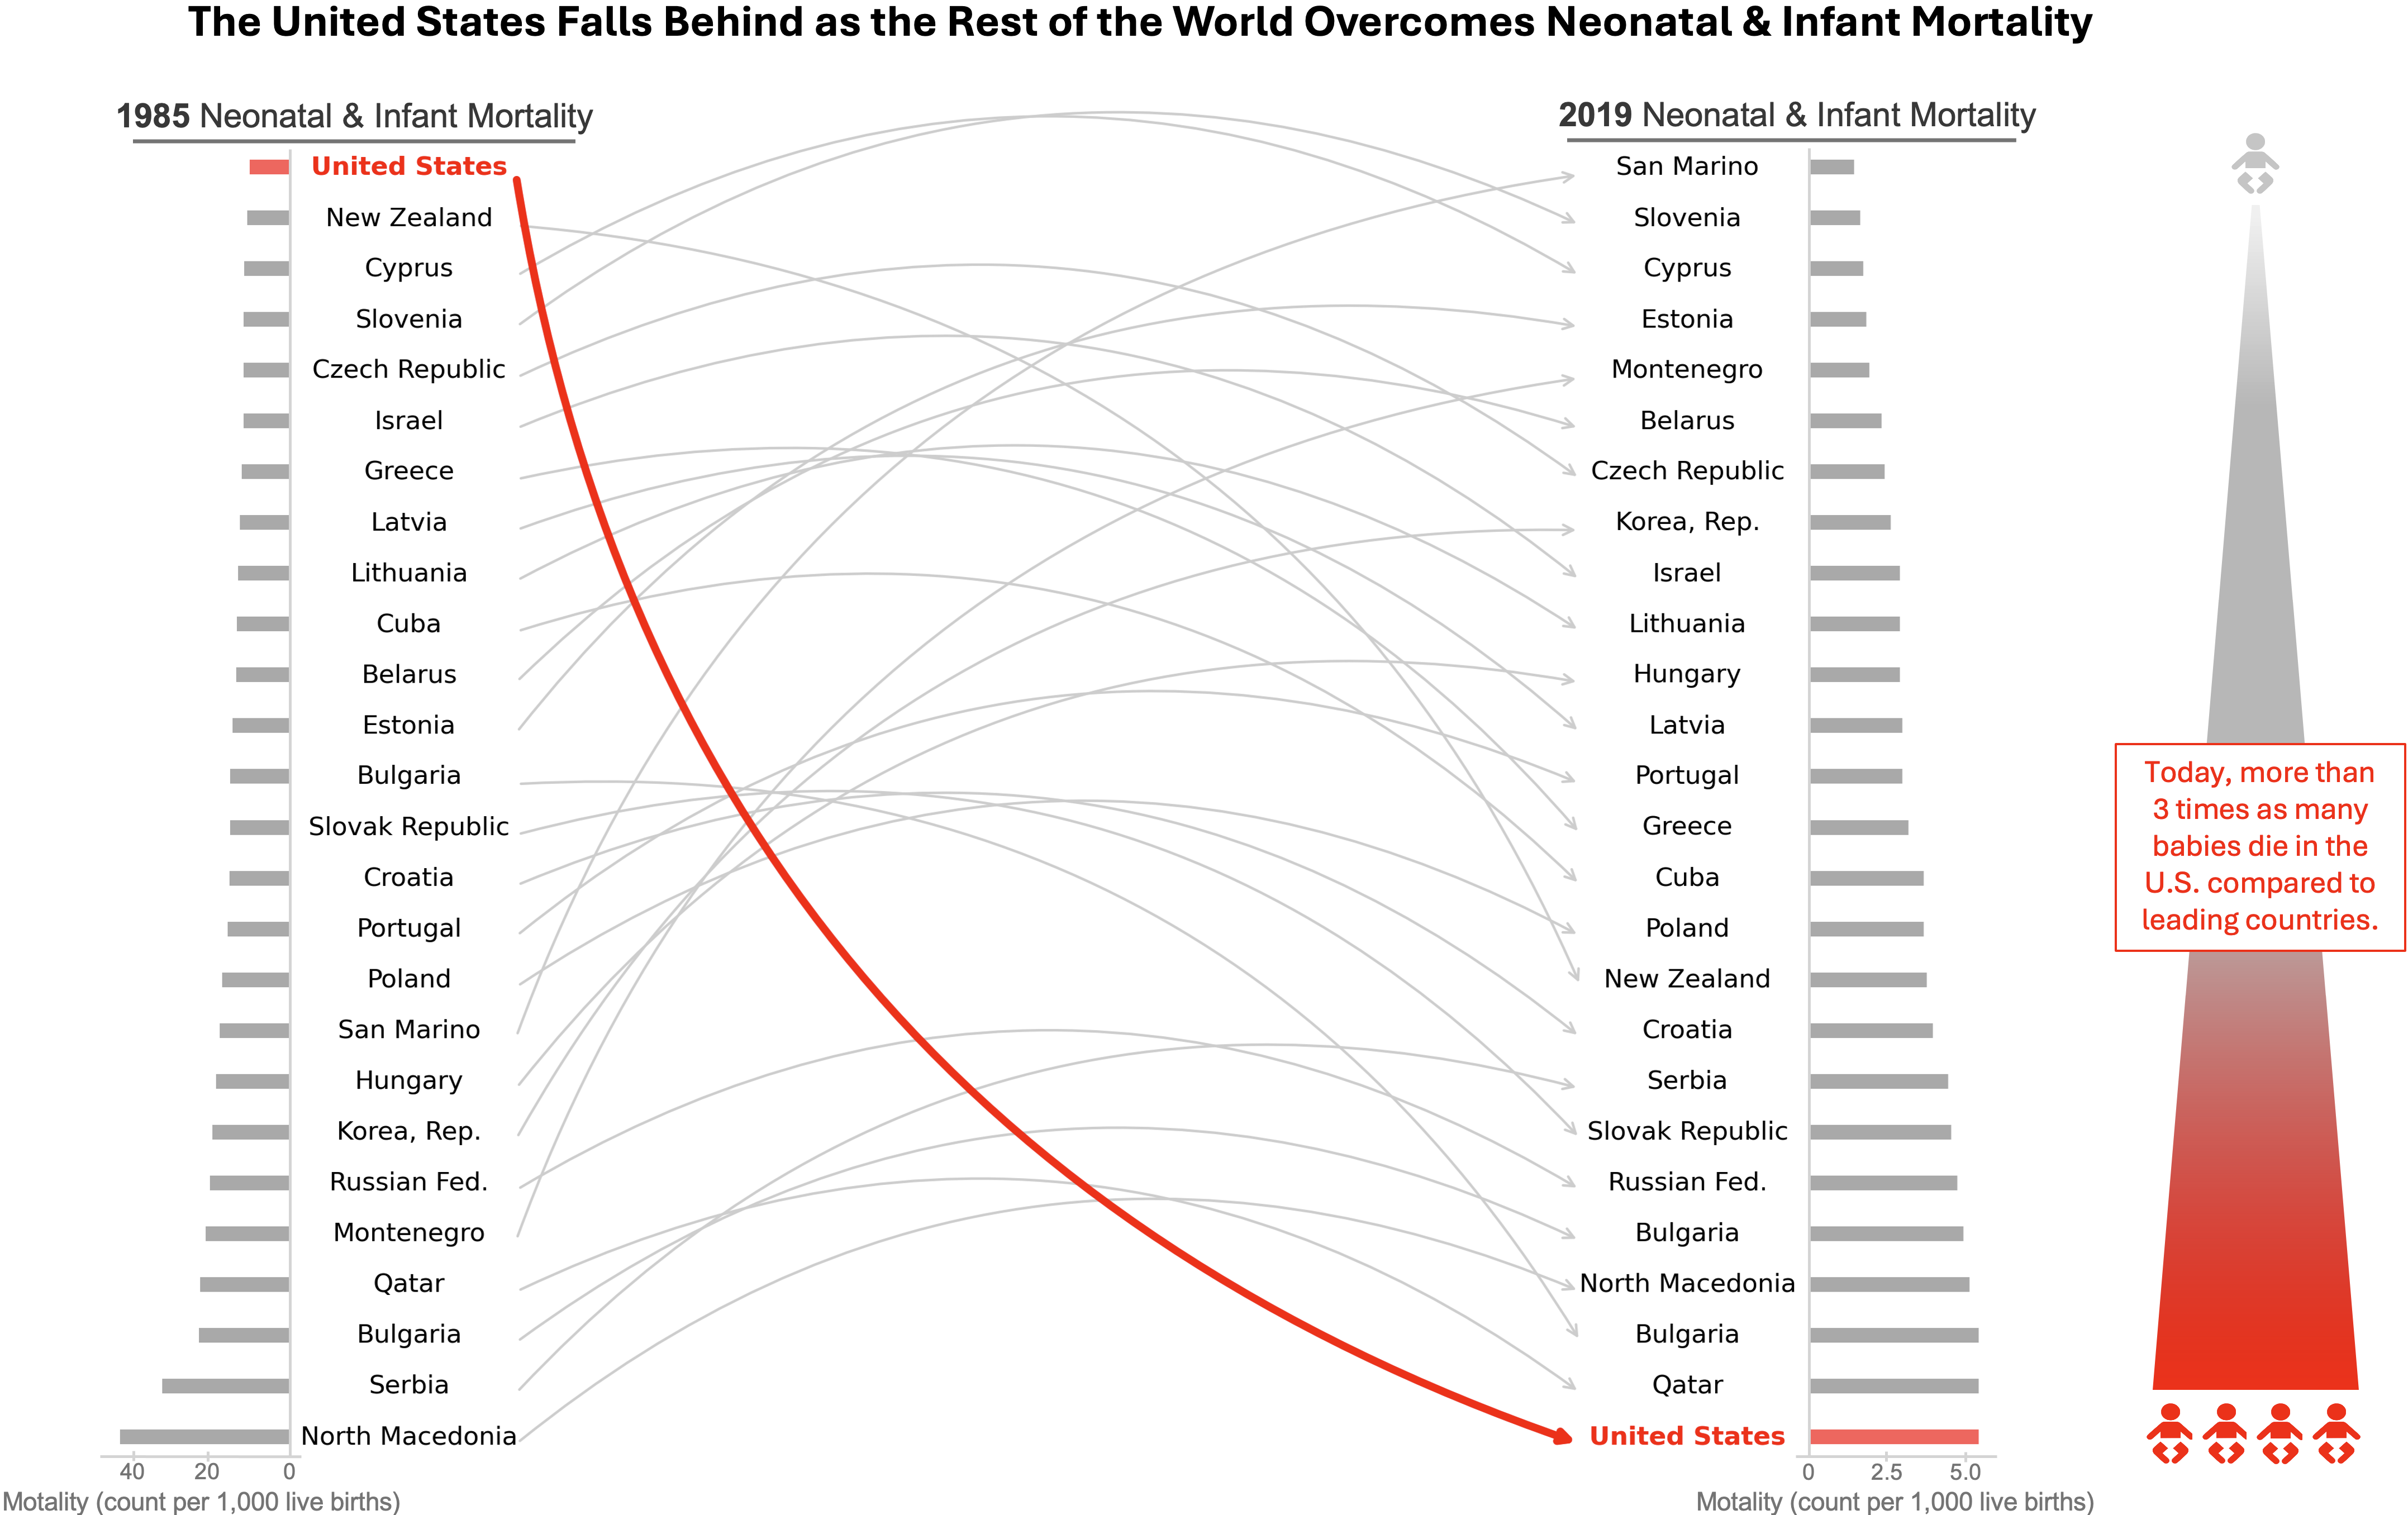 The United States Falls Behind as the Rest of the World Overcomes Neonatal & Infant Mortality
1985 Neonatal & Infant Mortality
United States
New Zealand
Cyprus
Slovenia
Czech Republic
Israel
Greece
Latvia
Lithuania
Cuba
Belarus
Estonia
Bulgaria
Slovak Republic
Croatia
Portugal
Poland
San Marino
Hungary
Korea, Rep.
Russian Fed.
Montenegro
Qatar
Bulgaria
Serbia
North Macedonia
40 20 0
Motality (count per 1,000 live births)
2019 Neonatal & Infant Mortality
San Marino
Slovenia
Cyprus
Estonia
Montenegro
Belarus
Czech Republic
Korea, Rep.
Israel
Lithuania
Hungary
Latvia
Portugal
Greece
Cuba
Poland
New Zealand
Croatia
Serbia
Slovak Republic
Russian Fed.
Bulgaria
North Macedonia
Bulgaria
Qatar
United States
0 2.5 5.0
Motality (count per 1,000 live births)
Today, more than
3 times as many
babies die in the
U.S. compared to
leading countries.